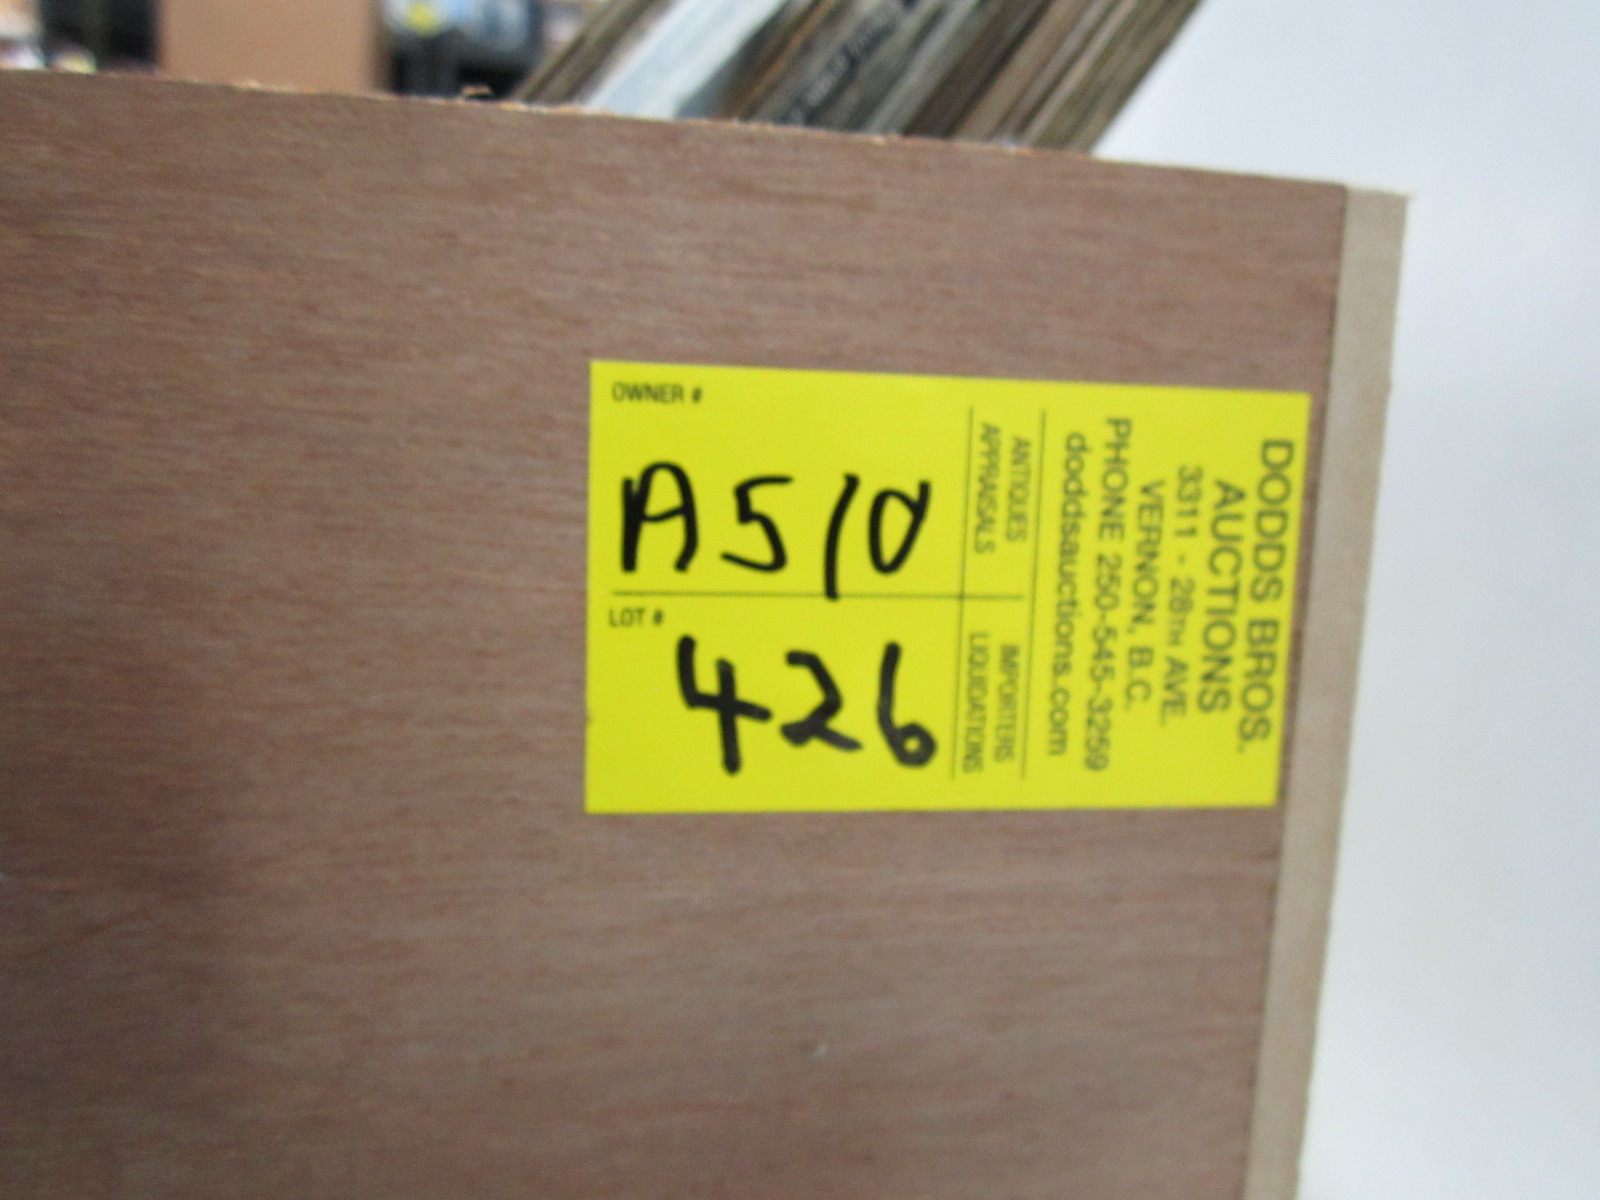 DODDS BROS.
AUCTIONS
3311 - 28TH AVE.
VERNON, B.C.
PHONE 250-545-3259
doddsauctions.com
ANTIQUES
APPRAISALS
IMPORTERS
LIQUIDATIONS
OWNER #
A510
LOT #
426